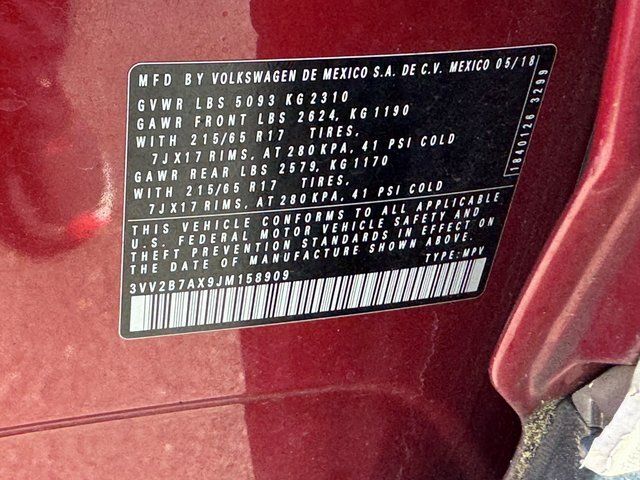 MFD BY VOLKSWAGEN DE MEXICO S.A. DE C.V. MEXICO 05/18
GVWR LBS 5093 KG 2310
GAWR FRONT LBS 2624, KG 1190
WITH 215/65 R17 TIRES,
7JX17 RIMS, AT 280 KPA, 41 PSI COLD
GAWR REAR LBS 2579, KG 1170
WITH 215/65 R17 TIRES,
7JX17 RIMS, AT 280 KPA, 41 PSI COLD
THIS VEHICLE CONFORMS TO ALL APPLICABLE
U.S. FEDERAL MOTOR VEHICLE SAFETY AND
THEFT PREVENTION STANDARDS IN EFFECT ON
THE DATE OF MANUFACTURE SHOWN ABOVE.
3VV2B7AX9JM158909 TYPE: MPV
1840126 3299